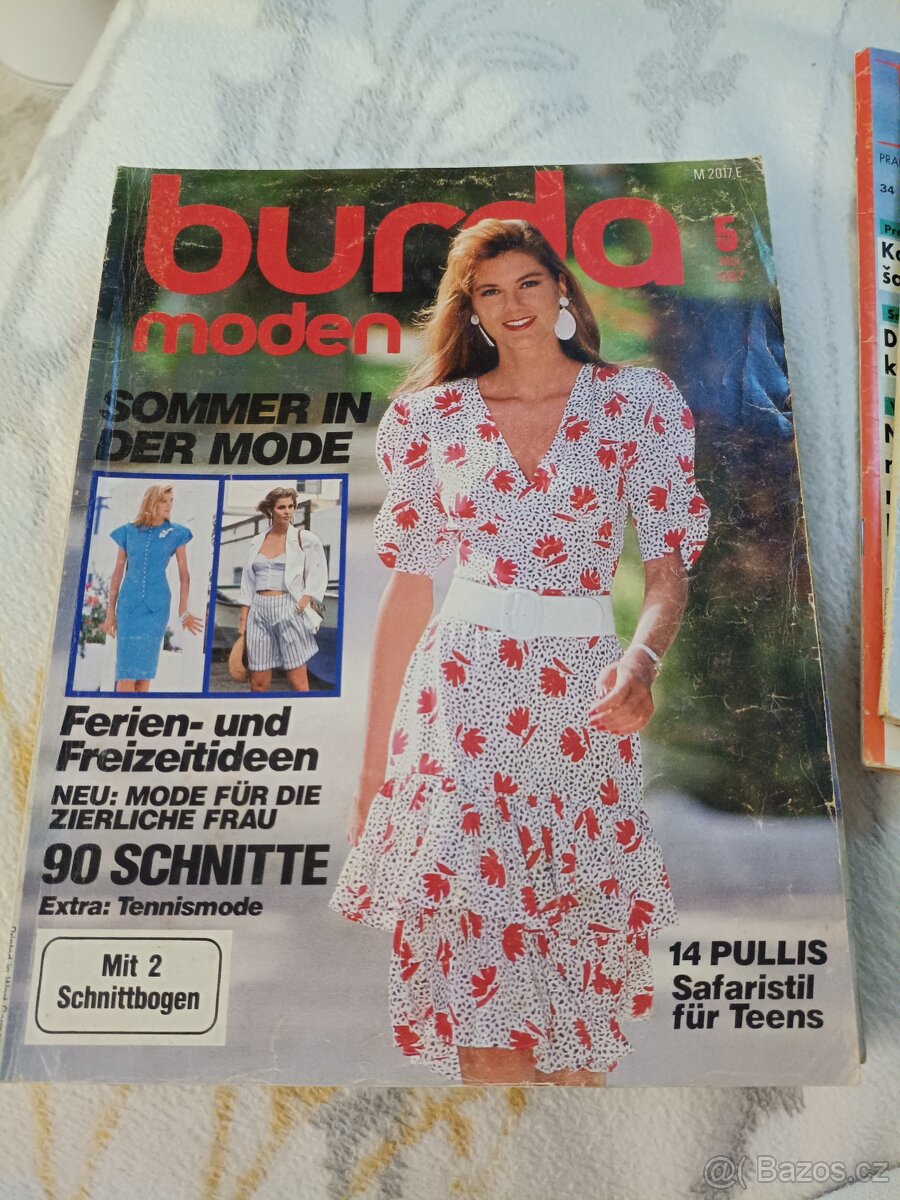 M 2017 E
burda
5
moden
SOMMER IN
DER MODE
Ferien- und
Freizeitideen
NEU: MODE FÜR DIE
ZIERLICHE FRAU
90 SCHNITTE
Extra: Tennismode
Mit 2
Schnittbogen
14 PULLIS
Safaristil
für Teens
34
@ Bazos.cz